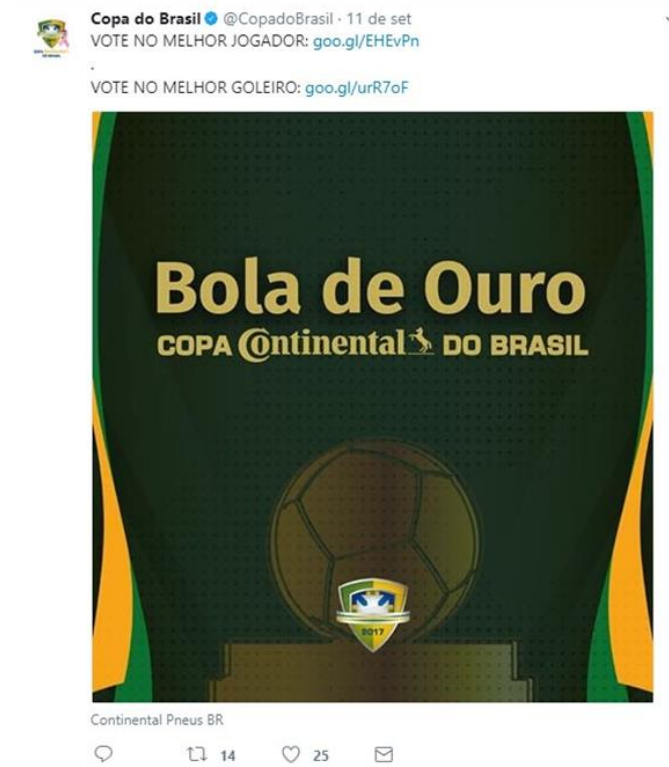 Copa do Brasil @CopadoBrasil · 11 de set
VOTE NO MELHOR JOGADOR: goo.gl/EHEvPn
.
VOTE NO MELHOR GOLEIRO: goo.gl/urR7oF
Bola de Ouro
COPA Continental DO BRASIL
2017
Continental Pneus BR
14 25